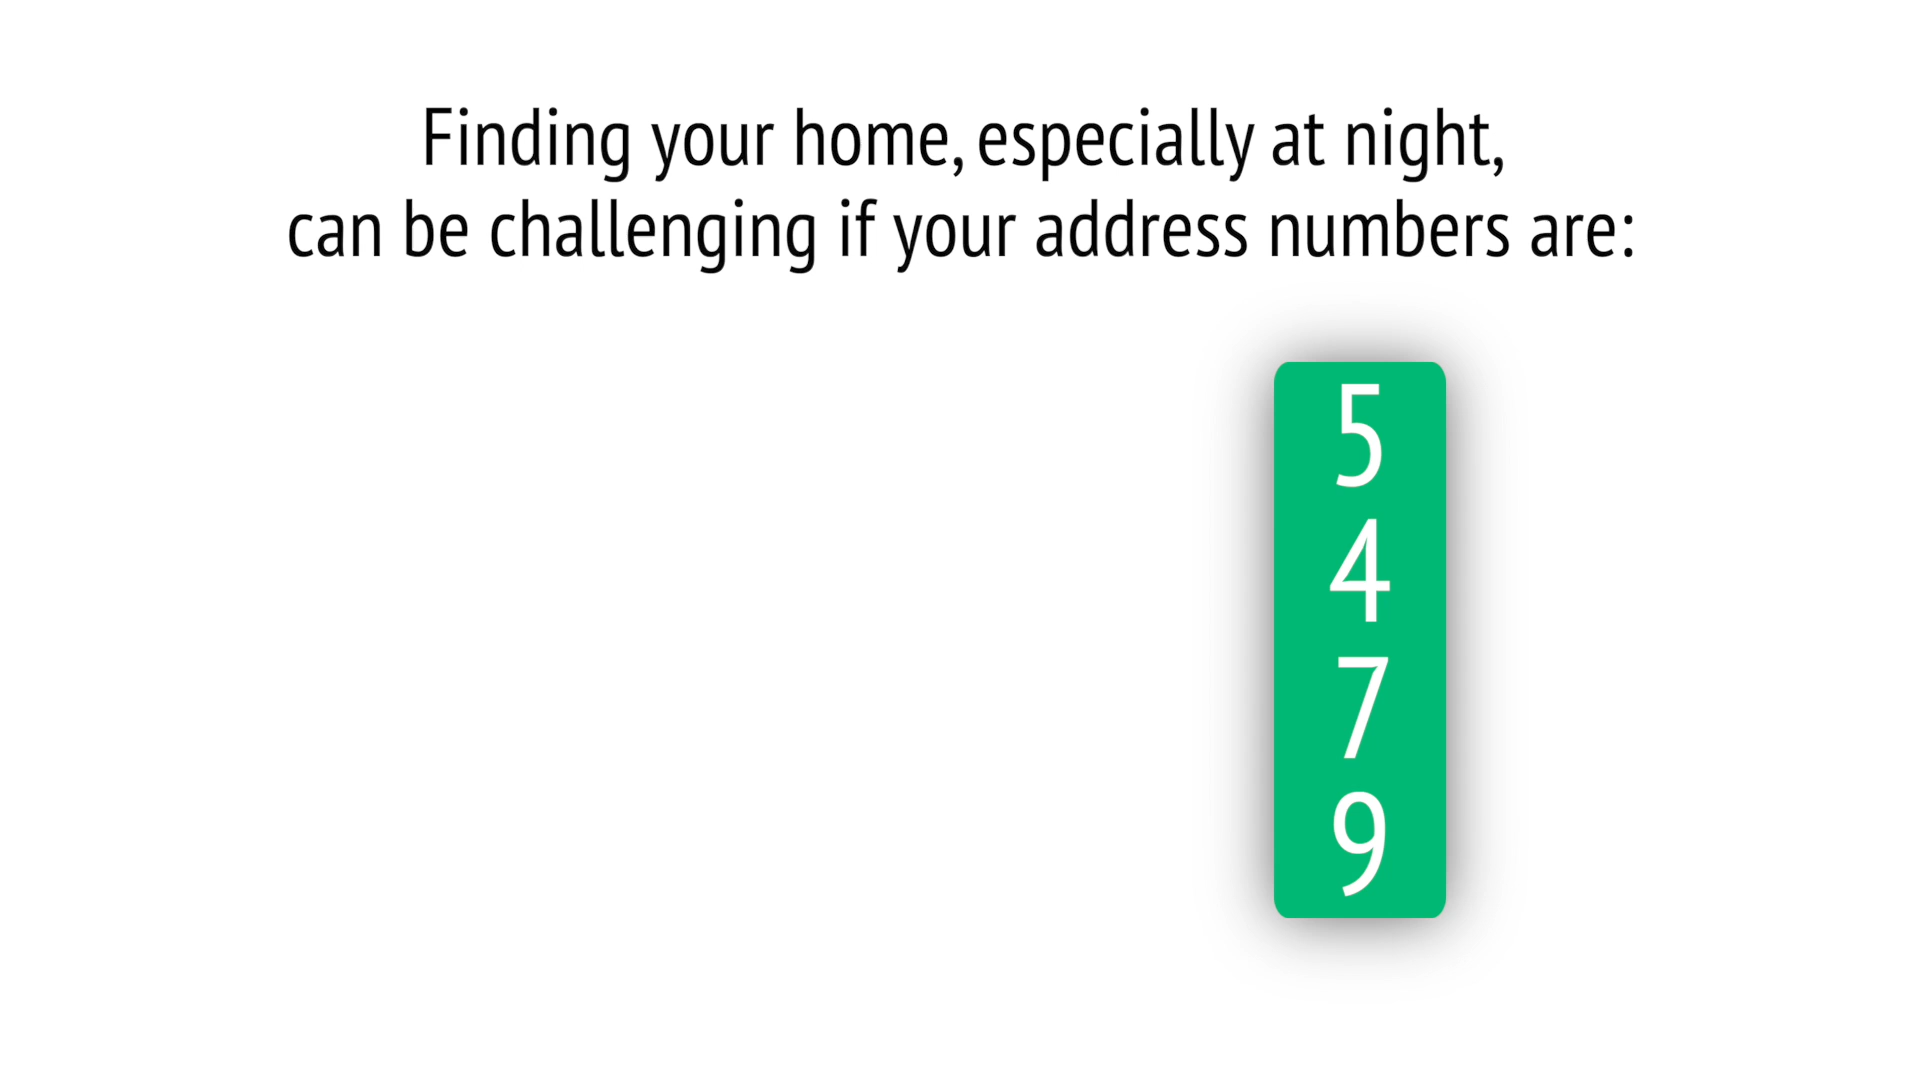 Finding your home, especially at night,
can be challenging if your address numbers are:
5
4
7
9